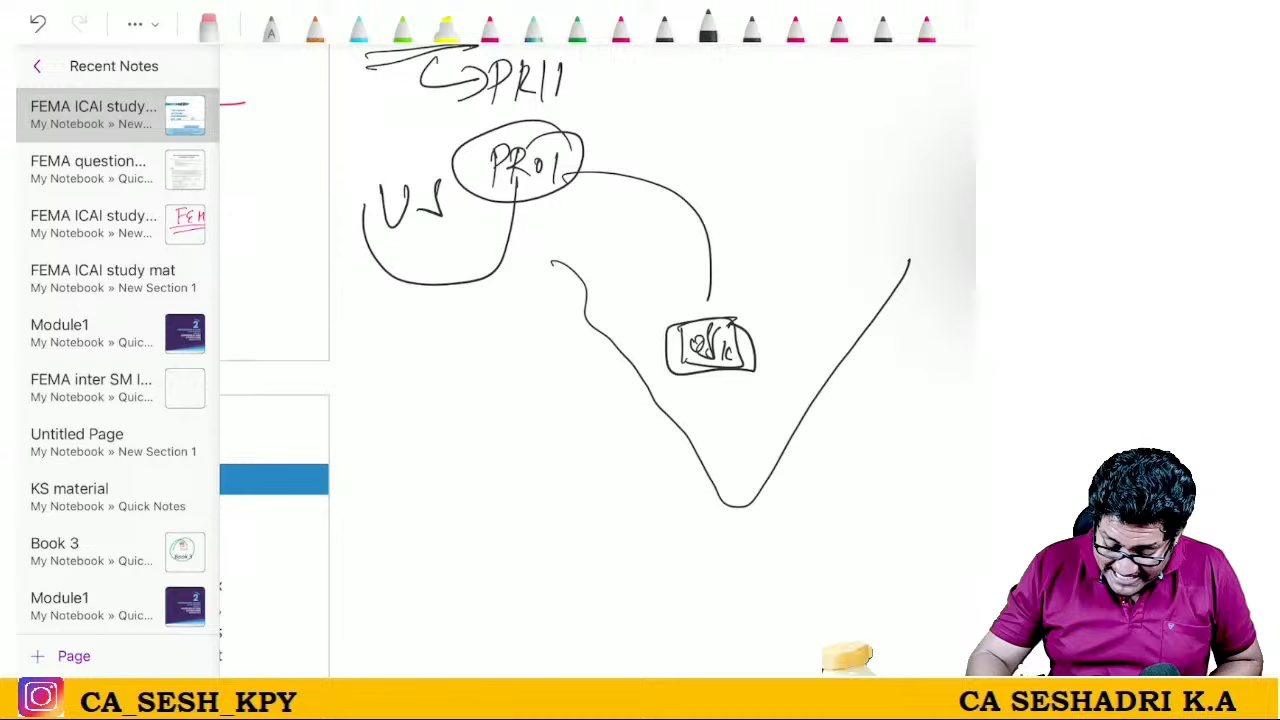 A
Recent Notes
FEMA ICAI study...
My Notebook » New...
FEMA question...
My Notebook » Quic...
FEMA ICAI study...
My Notebook » New...
FEMA ICAI study mat
My Notebook » New Section 1
Module1
My Notebook » Quic...
FEMA inter SM l...
My Notebook » Quic...
Untitled Page
My Notebook » New Section 1
KS material
My Notebook » Quick Notes
Book 3
My Notebook » Quic...
Module1
My Notebook » Quic...
+ Page
PRII
PROI
US
CA_SESH_KPY
CA SESHADRI K.A